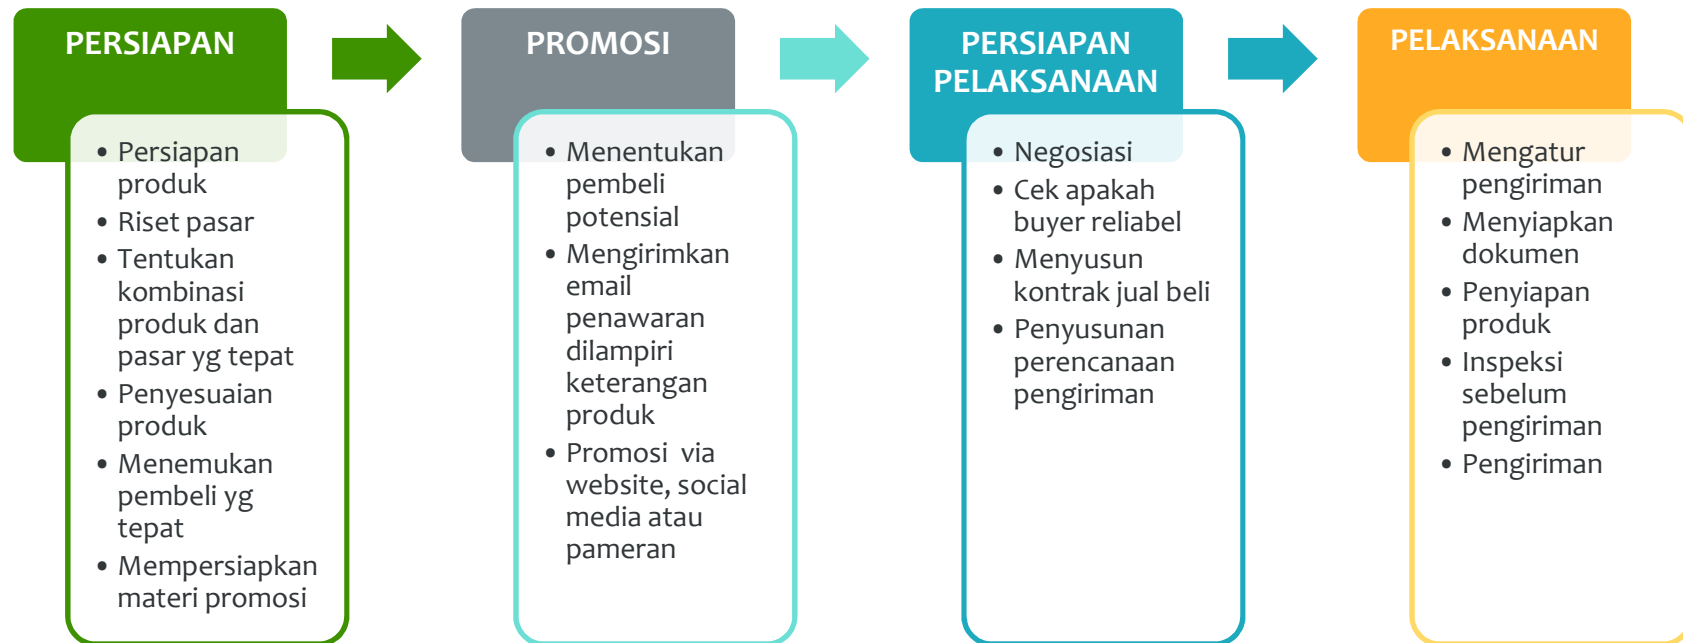 PERSIAPAN
• Persiapan
produk
• Riset pasar
• Tentukan
kombinasi
produk dan
pasar yg tepat
• Penyesuaian
produk
• Menemukan
pembeli yg
tepat
• Mempersiapkan
materi promosi
PROMOSI
• Menentukan
pembeli
potensial
• Mengirimkan
email
penawaran
dilampiri
keterangan
produk
• Promosi via
website, social
media atau
pameran
PERSIAPAN
PELAKSANAAN
• Negosiasi
• Cek apakah
buyer reliabel
• Menyusun
kontrak jual beli
• Penyusunan
perencanaan
pengiriman
PELAKSANAAN
• Mengatur
pengiriman
• Menyiapkan
dokumen
• Penyiapan
produk
• Inspeksi
sebelum
pengiriman
• Pengiriman